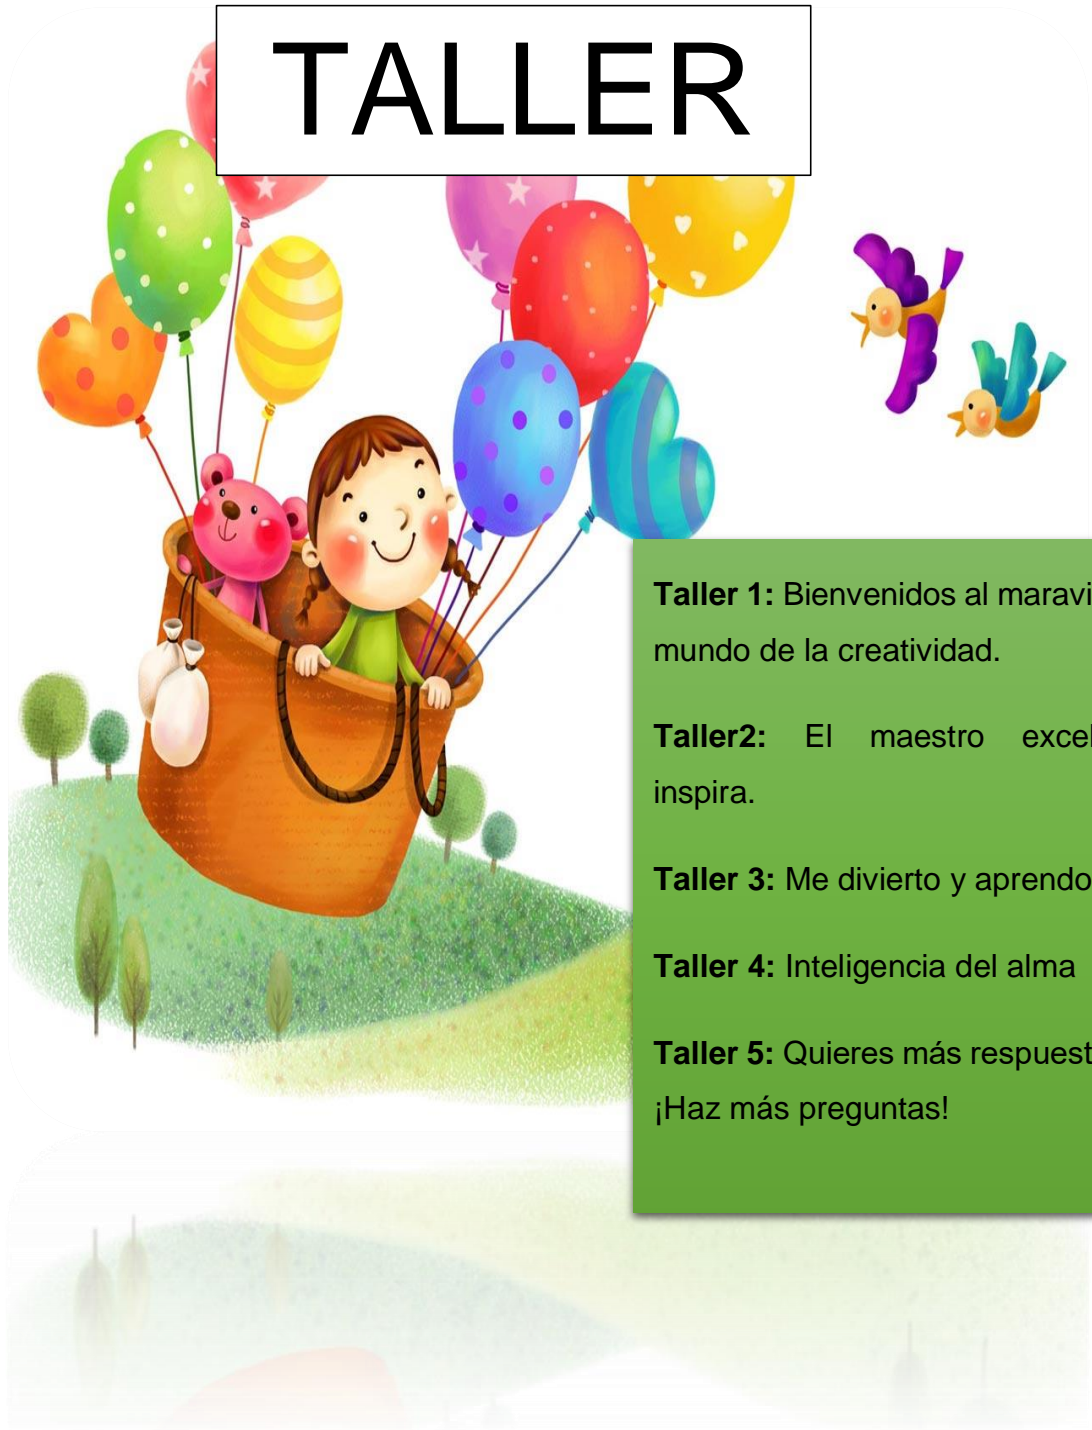 TALLER
Taller 1: Bienvenidos al maravi
mundo de la creatividad.
Taller2: El maestro excel
inspira.
Taller 3: Me divierto y aprendo
Taller 4: Inteligencia del alma
Taller 5: Quieres más respuest
¡Haz más preguntas!